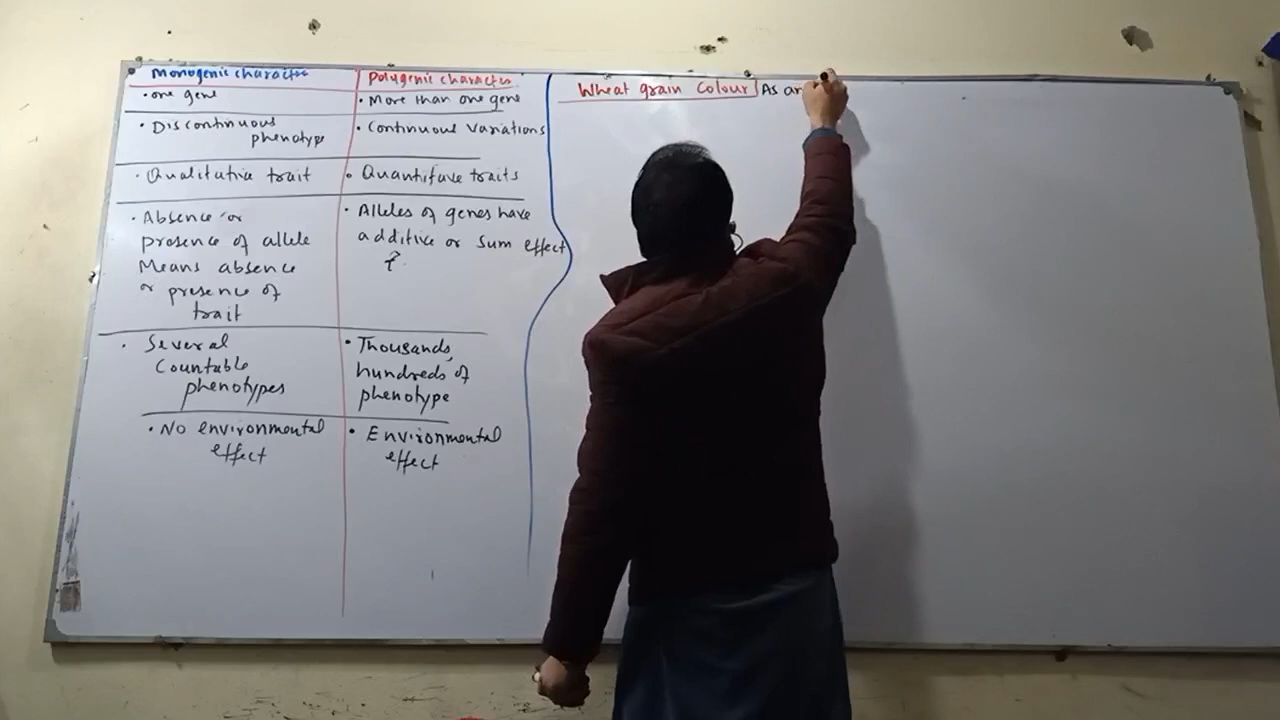 Monogenic character
• one gene
• Discontinuous
phenotype
• Qualitative trait
• Absence or
presence of allele
Means absence
or presence of
trait
• Several
Countable
phenotypes
• No environmental
effect
Polygenic character
• More than one gene
• Continuous variations
• Quantitave traits
• Alleles of genes have
additive or sum effect
• Thousands,
hundreds of
phenotype
• Environmental
effect
Wheat grain colour As an